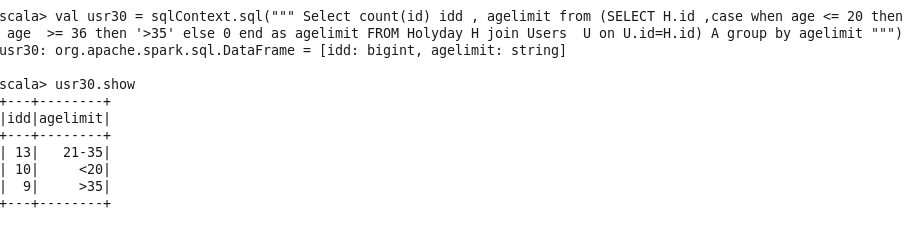 scala> val usr30 = sqlContext.sql(""" Select count(id) idd , agelimit from (SELECT H.id ,case when age <= 20 then
age  >= 36 then '>35' else 0 end as agelimit FROM Holyday H join Users  U on U.id=H.id) A group by agelimit """)
usr30: org.apache.spark.sql.DataFrame = [idd: bigint, agelimit: string]
scala> usr30.show
+---+--------+
|idd|agelimit|
+---+--------+
| 13|   21-35|
| 10|     <20|
|  9|     >35|
+---+--------+